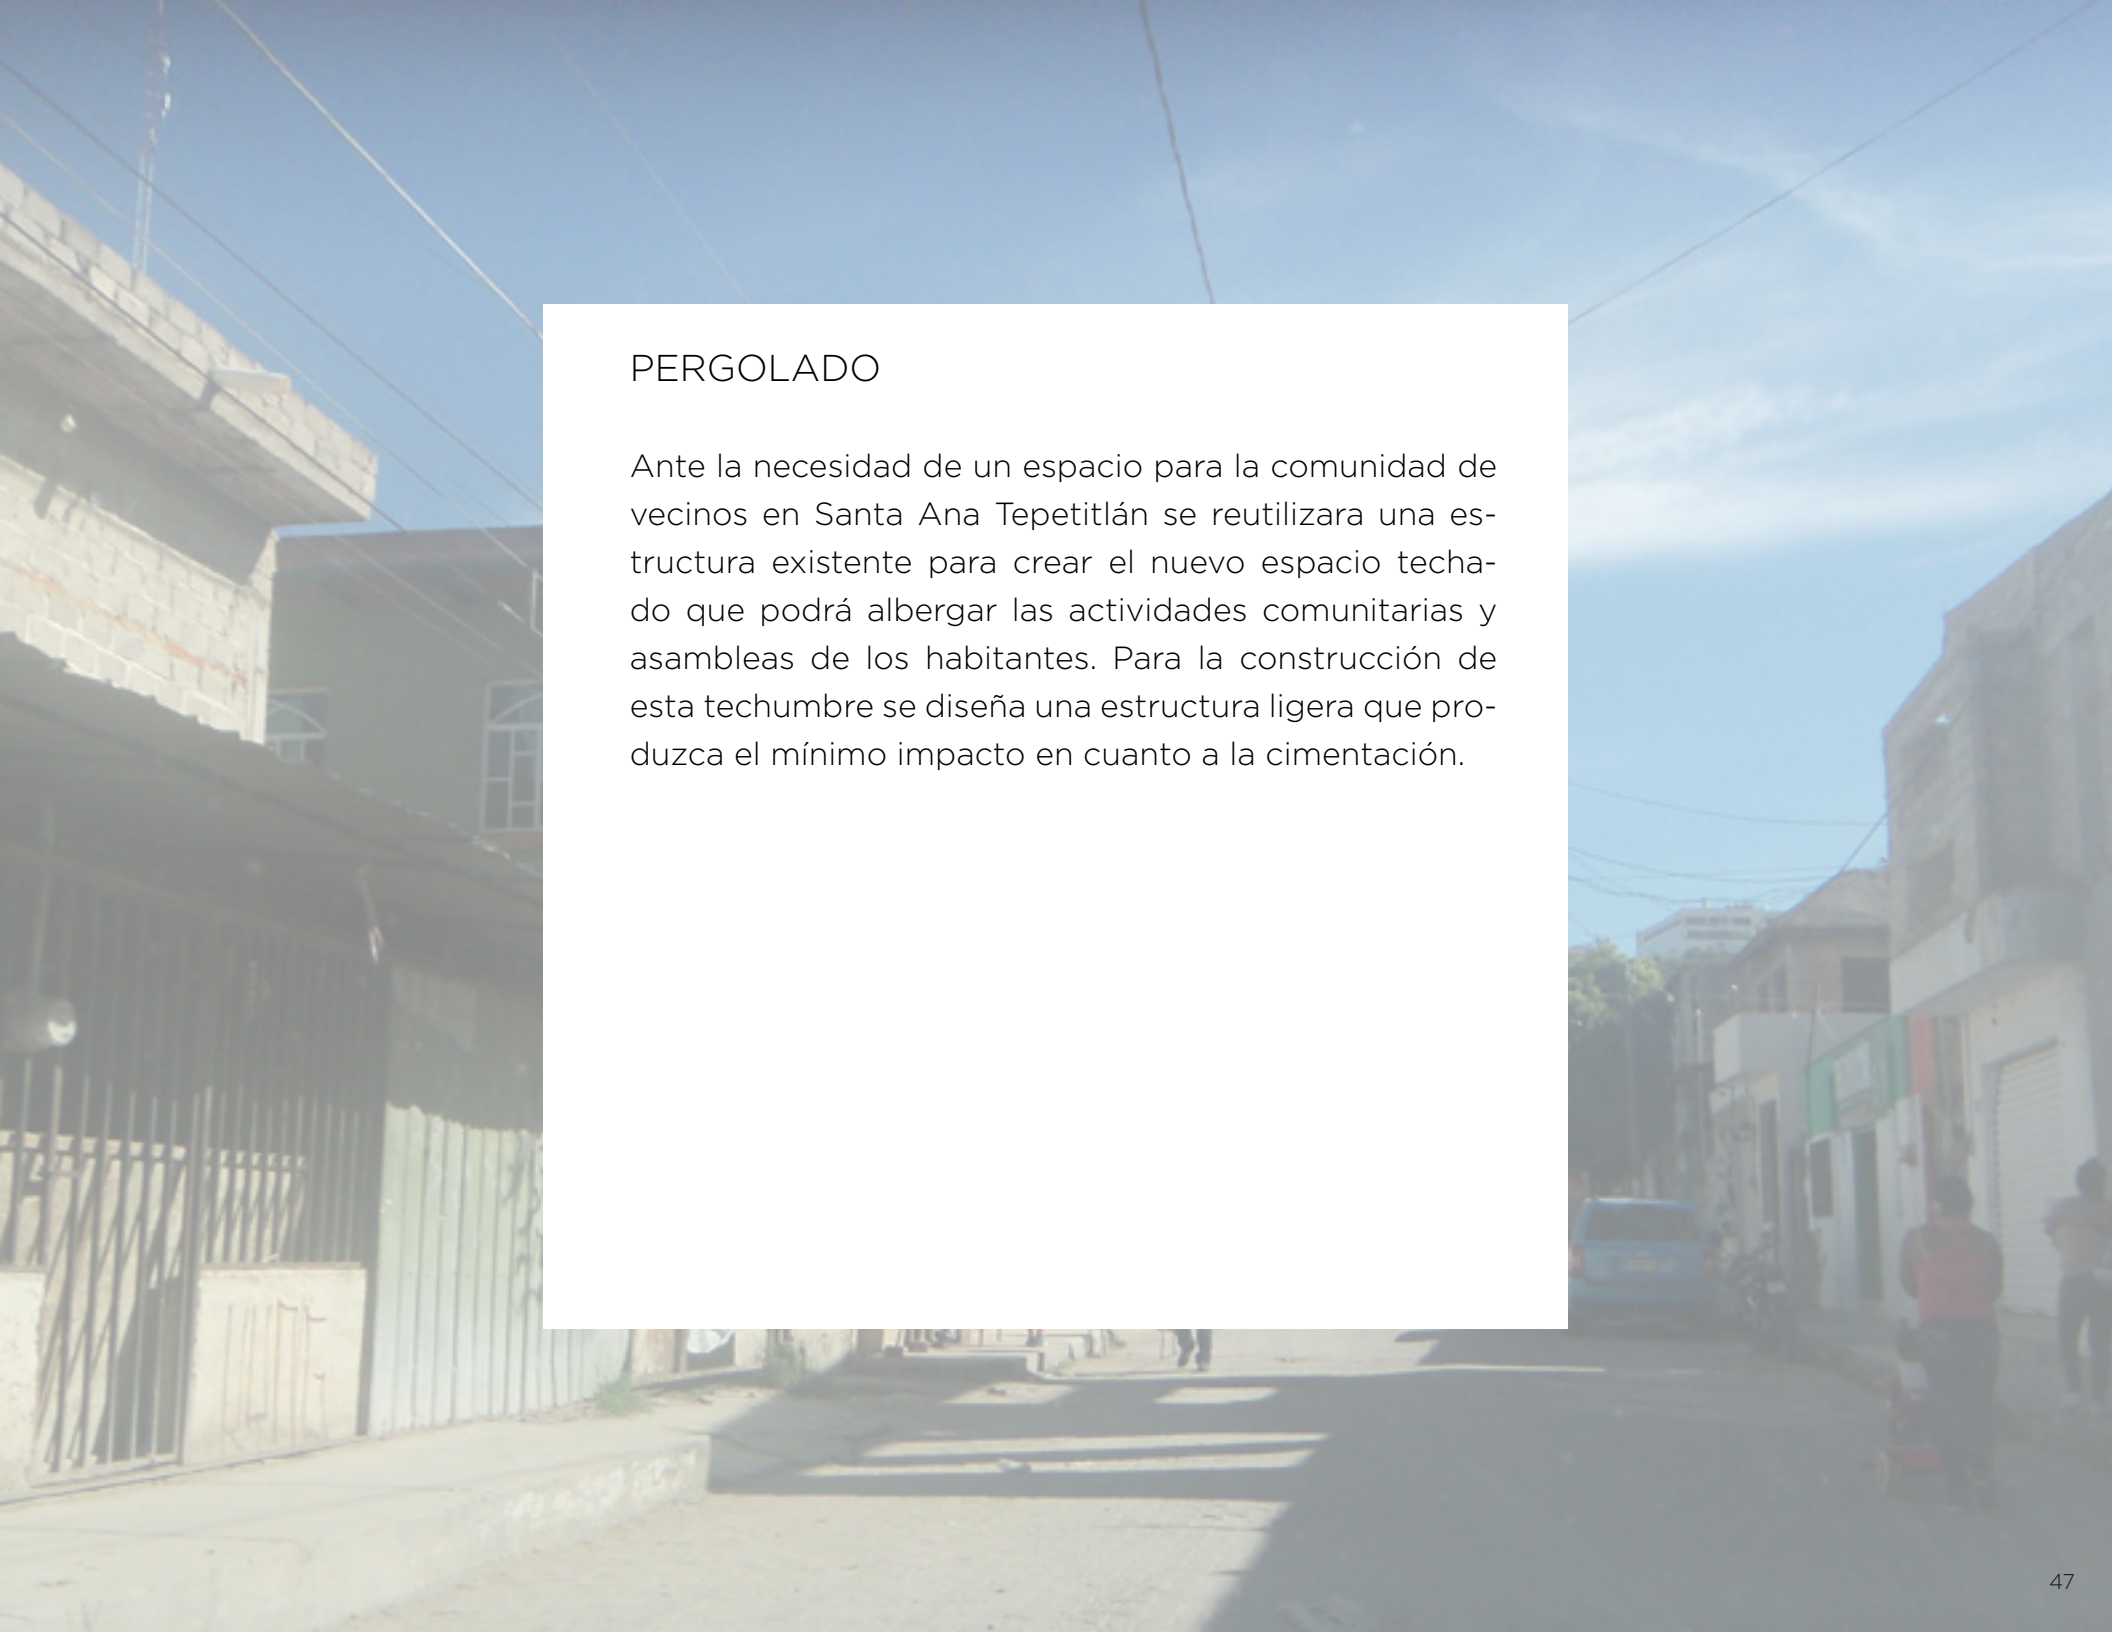 PERGOLADO
Ante la necesidad de un espacio para la comunidad de
vecinos en Santa Ana Tepetitlán se reutilizara una es-
tructura existente para crear el nuevo espacio techa-
do que podrá albergar las actividades comunitarias y
asambleas de los habitantes. Para la construcción de
esta techumbre se diseña una estructura ligera que pro-
duzca el mínimo impacto en cuanto a la cimentación.
47